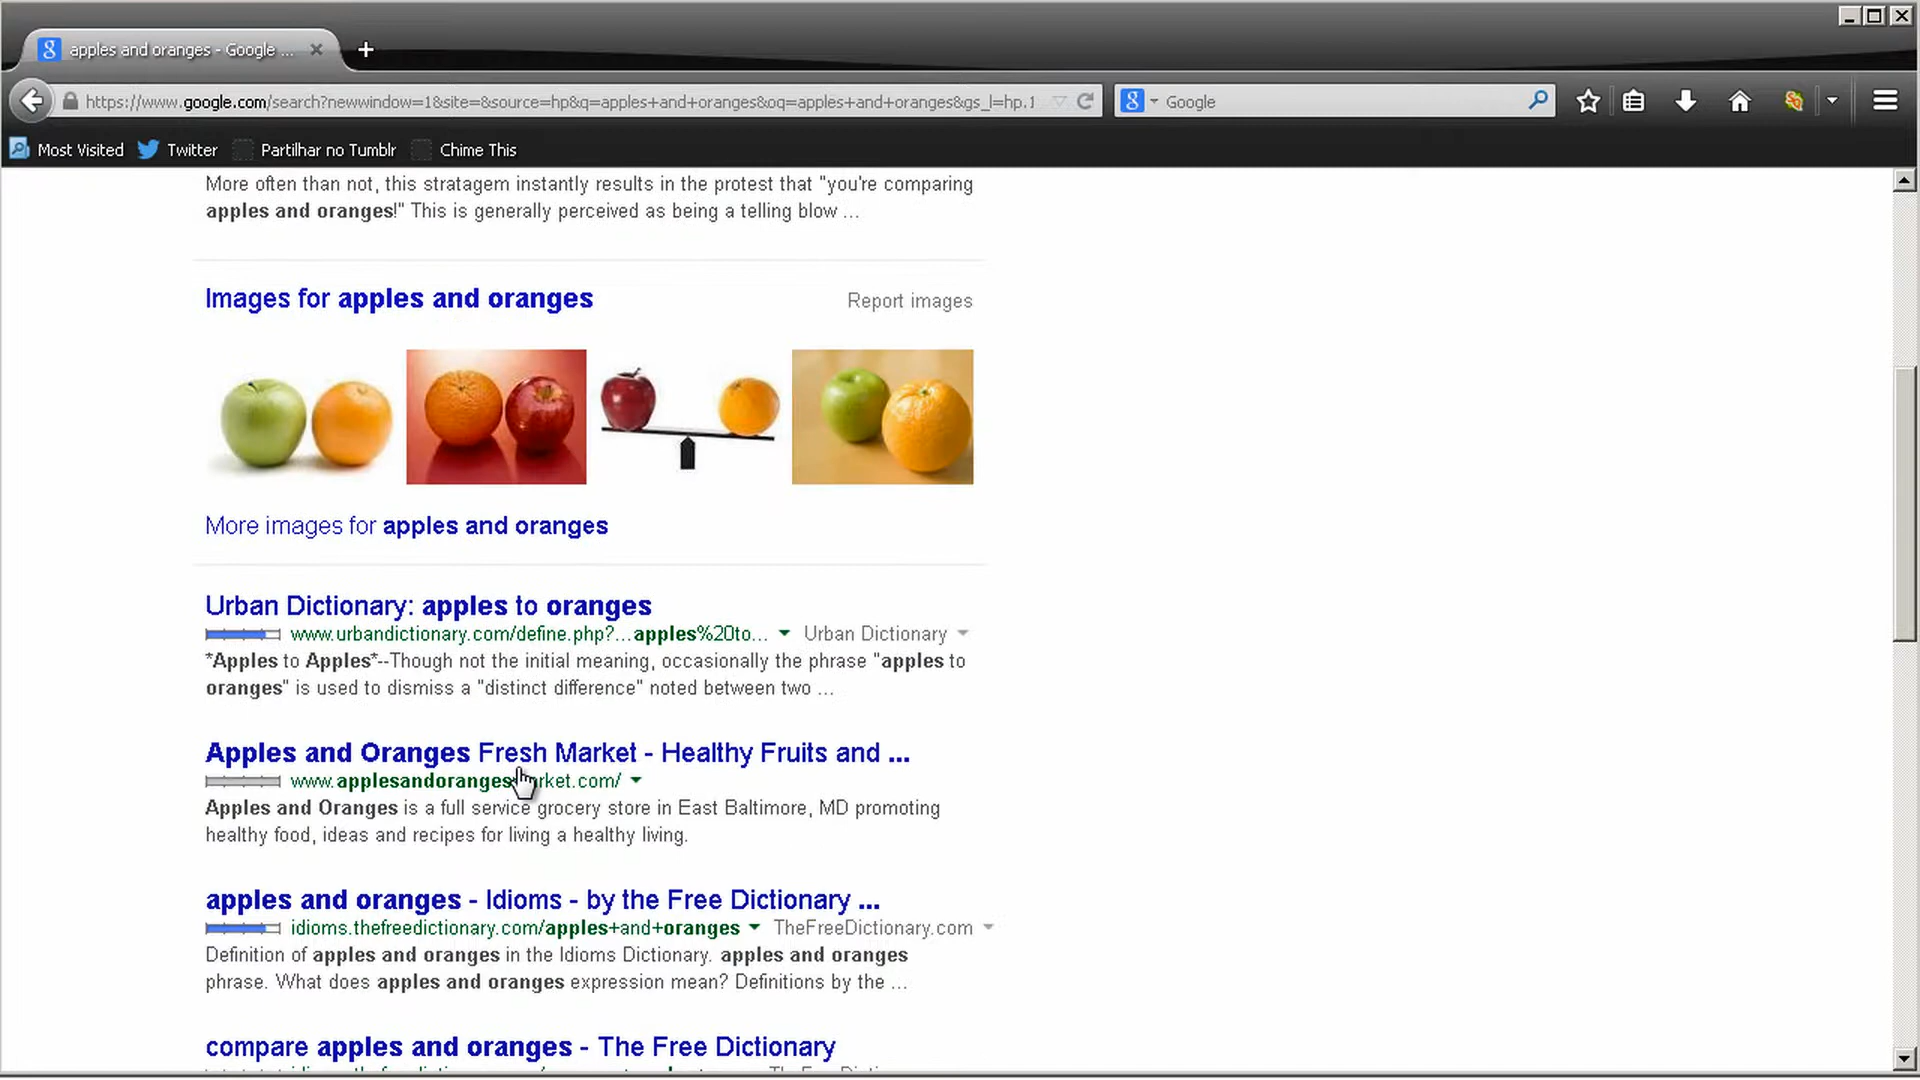 apples and oranges - Google ...
https://www.google.com/search?newwindow=1&site=&source=hp&q=apples+and+oranges&oq=apples+and+oranges&gs_l=hp.1
Google
Most Visited
Twitter
Partilhar no Tumblr
Chime This
More often than not, this stratagem instantly results in the protest that "you're comparing
apples and oranges!" This is generally perceived as being a telling blow ...
Images for apples and oranges
Report images
More images for apples and oranges
Urban Dictionary: apples to oranges
www.urbandictionary.com/define.php?...apples%20to...
Urban Dictionary
*Apples to Apples*--Though not the initial meaning, occasionally the phrase "apples to
oranges" is used to dismiss a "distinct difference" noted between two ...
Apples and Oranges Fresh Market - Healthy Fruits and ...
Apples and Oranges is a full service grocery store in East Baltimore, MD promoting
healthy food, ideas and recipes for living a healthy living.
apples and oranges - Idioms - by the Free Dictionary ...
idioms.thefreedictionary.com/apples+and+oranges
TheFreeDictionary.com
Definition of apples and oranges in the Idioms Dictionary. apples and oranges
phrase. What does apples and oranges expression mean? Definitions by the ...
compare apples and oranges - The Free Dictionary